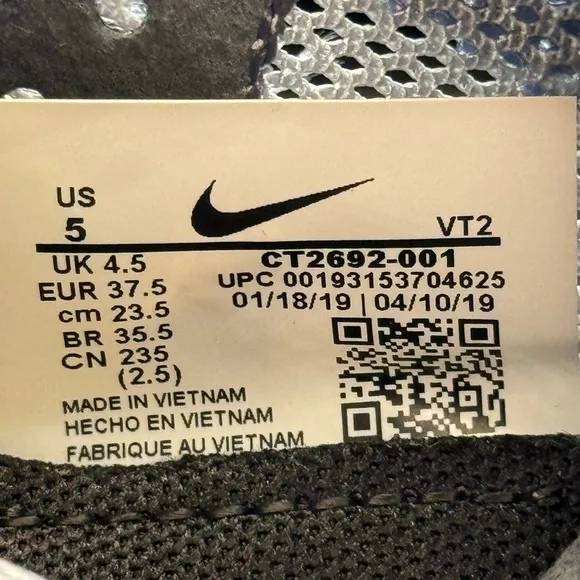 US
5
VT2
UK 4.5
CT2692-001
EUR 37.5
UPC 00193153704625
cm 23.5
01/18/19 | 04/10/19
BR 35.5
CN 235
(2.5)
MADE IN VIETNAM
HECHO EN VIETNAM
FABRIQUE AU VIETNAM